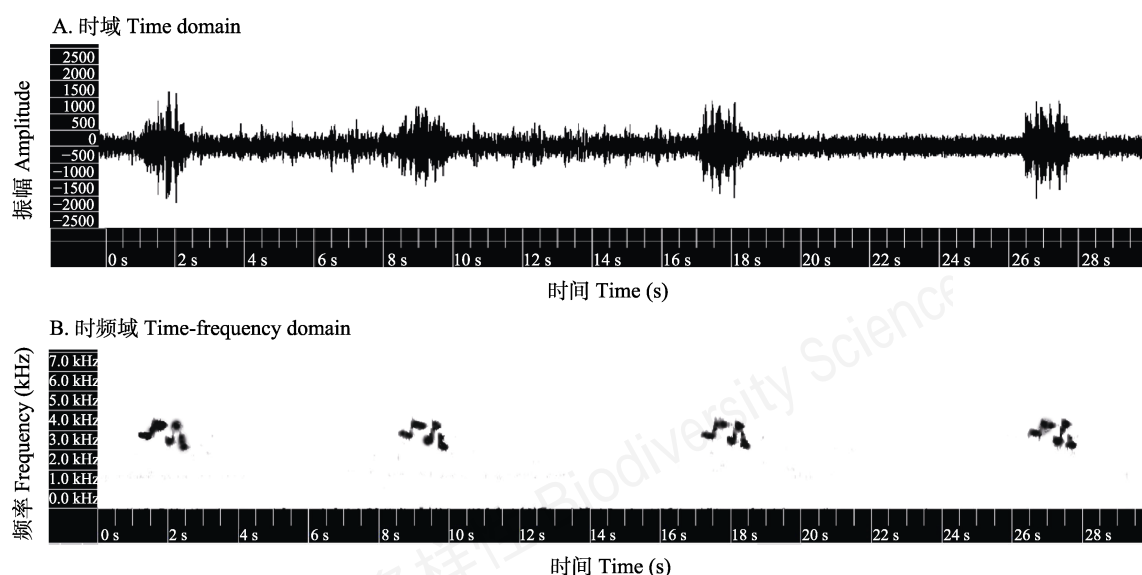 A. 时域 Time domain
振幅 Amplitude
2500
2000
1500
1000
500
0
−500
−1000
−1500
−2000
−2500
0 s 2 s 4 s 6 s 8 s 10 s 12 s 14 s 16 s 18 s 20 s 22 s 24 s 26 s 28 s
时间 Time (s)
B. 时频域 Time-frequency domain
频率 Frequency (kHz)
7.0 kHz
6.0 kHz
5.0 kHz
4.0 kHz
3.0 kHz
2.0 kHz
1.0 kHz
0.0 kHz
0 s 2 s 4 s 6 s 8 s 10 s 12 s 14 s 16 s 18 s 20 s 22 s 24 s 26 s 28 s
时间 Time (s)
多样性 Biodiversity Science